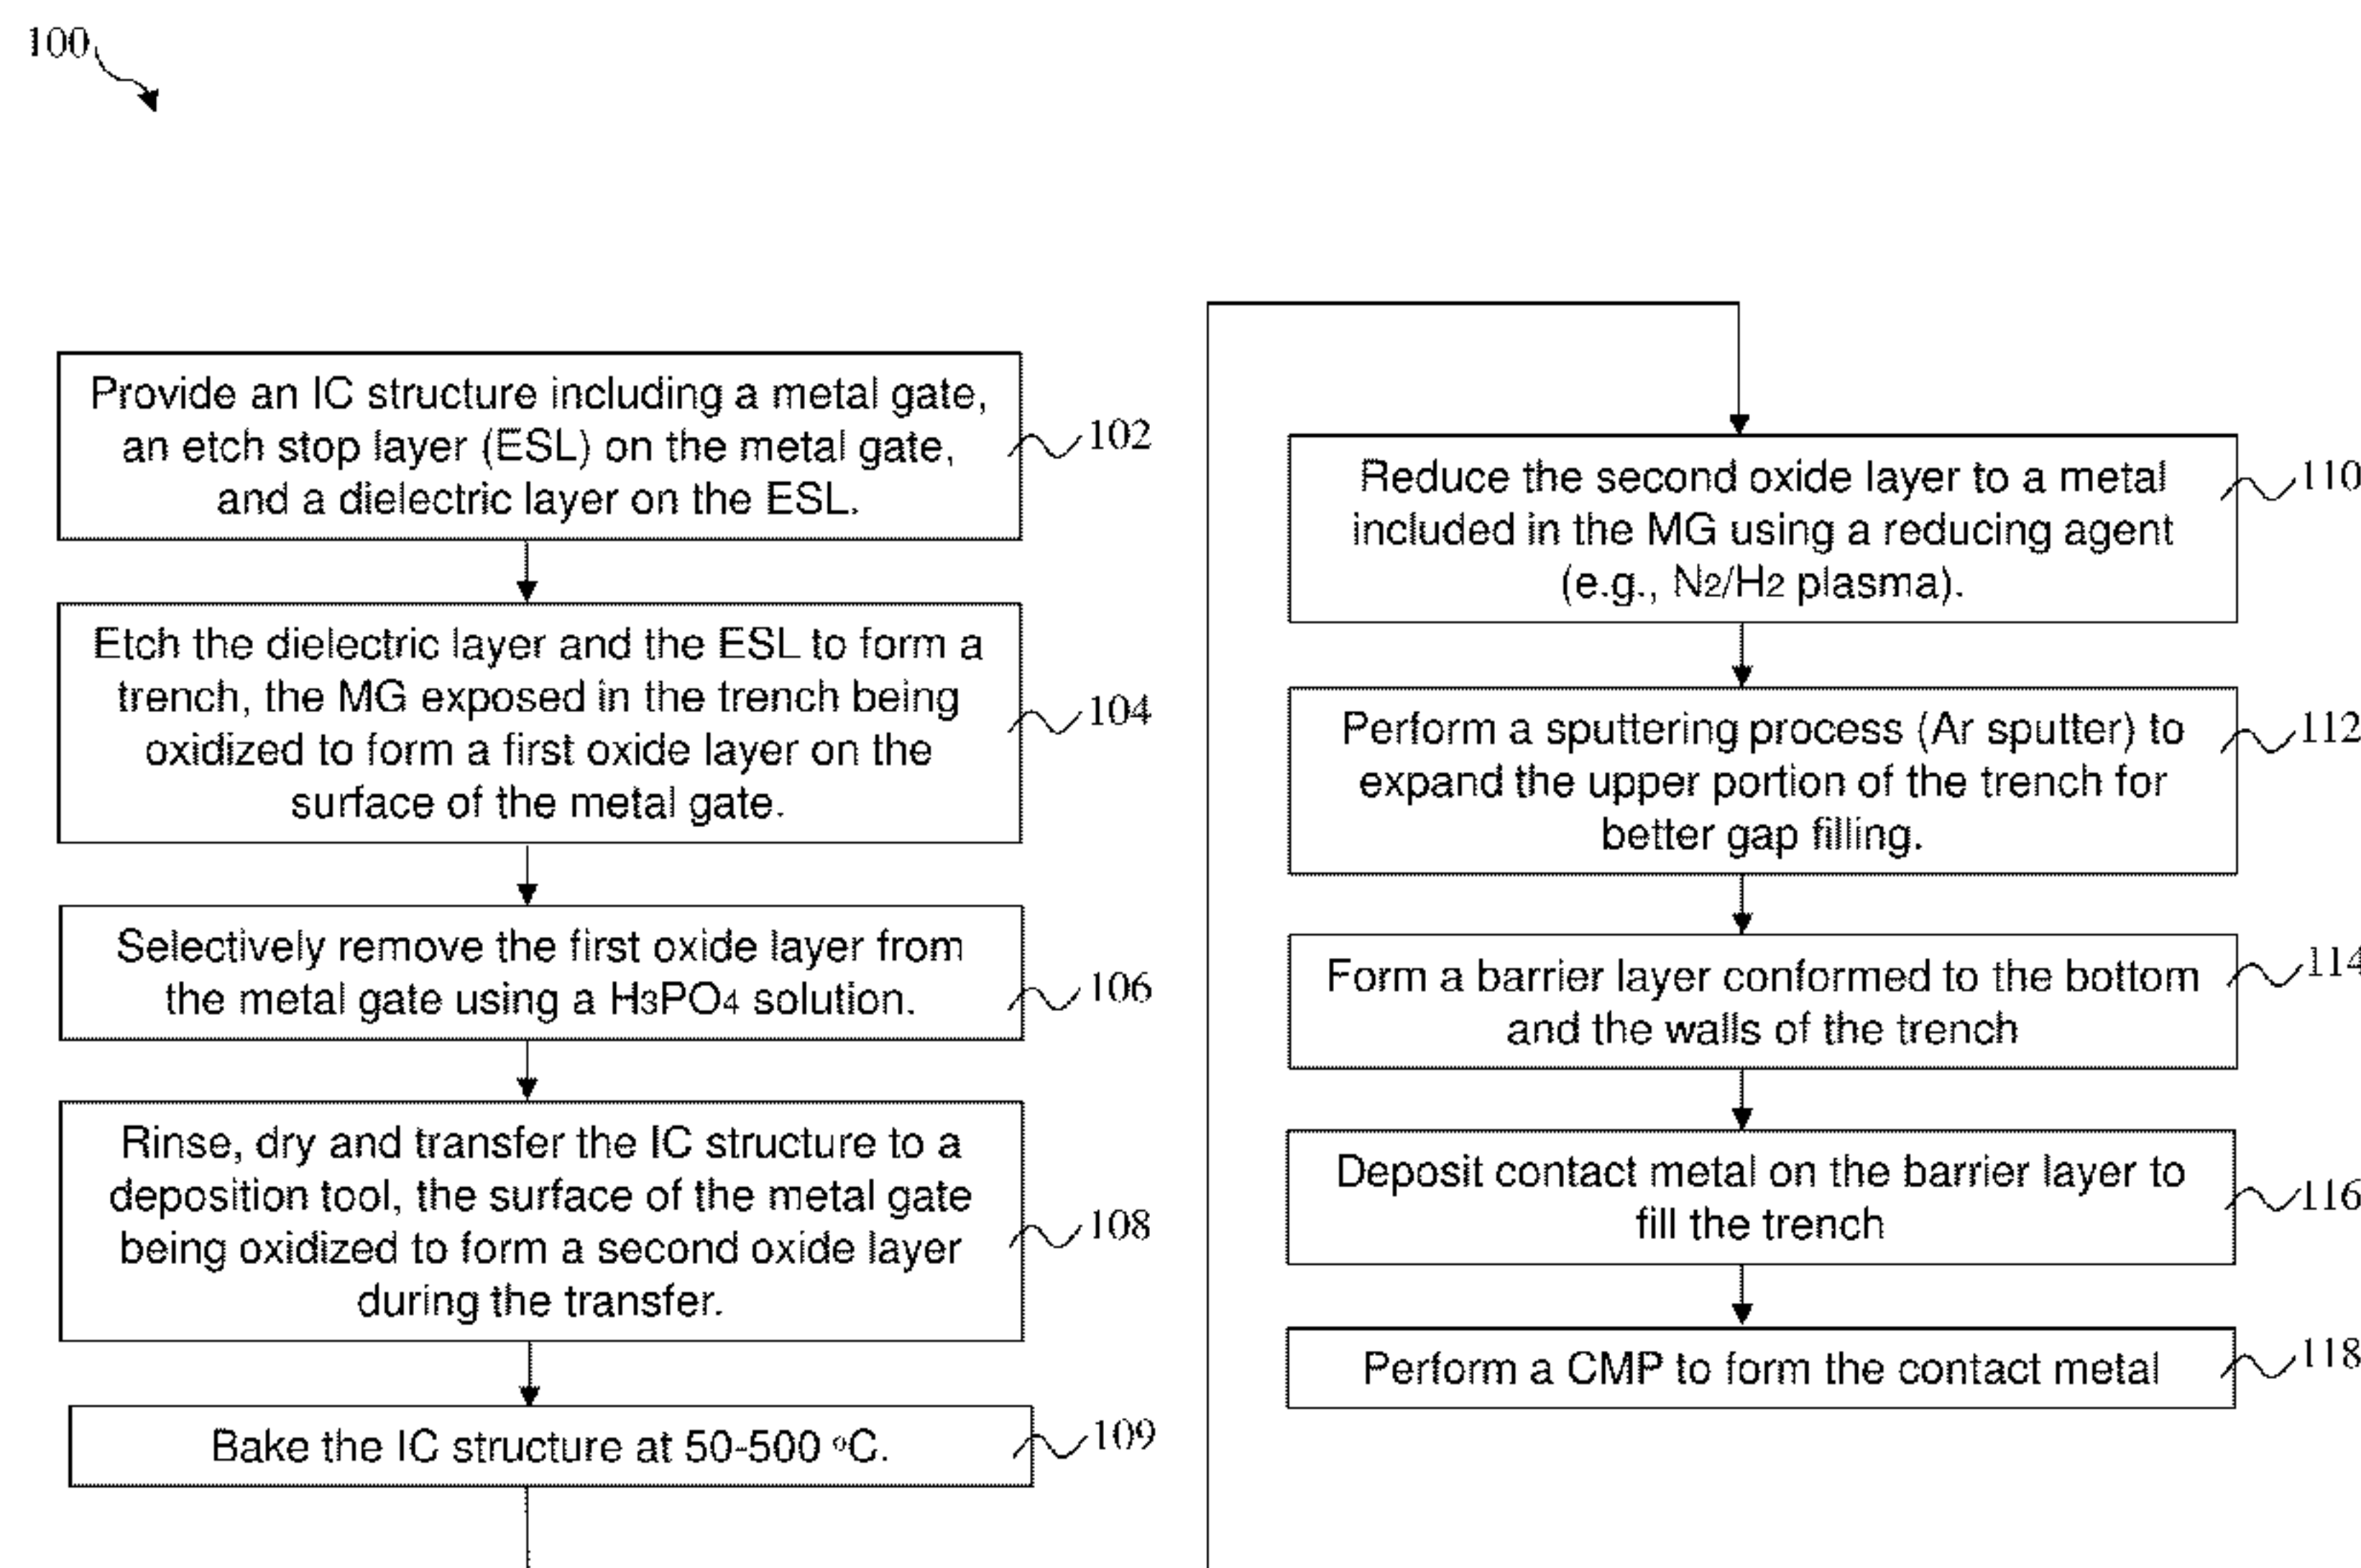 100
Provide an IC structure including a metal gate,
an etch stop layer (ESL) on the metal gate,
and a dielectric layer on the ESL.
102
Etch the dielectric layer and the ESL to form a
trench, the MG exposed in the trench being
oxidized to form a first oxide layer on the
surface of the metal gate.
104
Selectively remove the first oxide layer from
the metal gate using a H3PO4 solution.
106
Rinse, dry and transfer the IC structure to a
deposition tool, the surface of the metal gate
being oxidized to form a second oxide layer
during the transfer.
108
Bake the IC structure at 50-500 ºC.
109
Reduce the second oxide layer to a metal
included in the MG using a reducing agent
(e.g., N2/H2 plasma).
110
Perform a sputtering process (Ar sputter) to
expand the upper portion of the trench for
better gap filling.
112
Form a barrier layer conformed to the bottom
and the walls of the trench
114
Deposit contact metal on the barrier layer to
fill the trench
116
Perform a CMP to form the contact metal
118